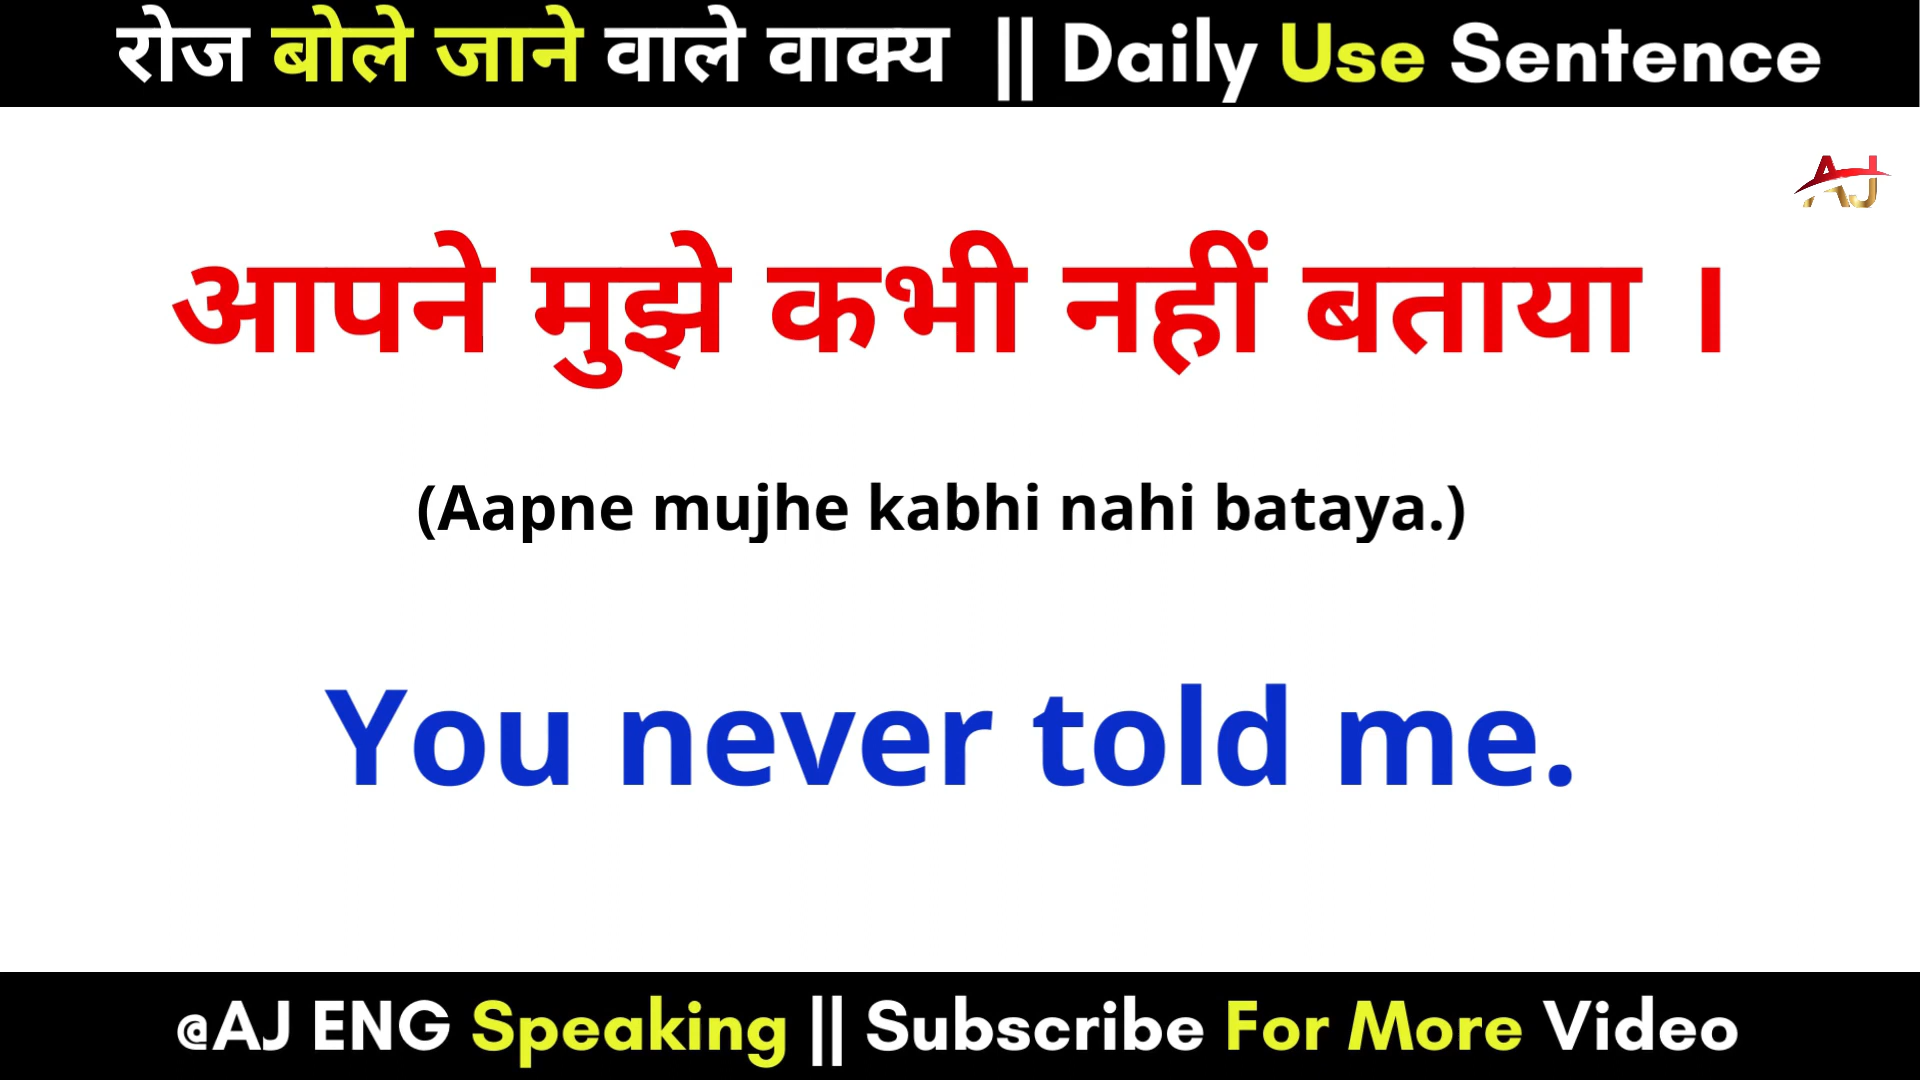 रोज बोले जाने वाले वाक्य || Daily Use Sentence
AJ
आपने मुझे कभी नहीं बताया ।
(Aapne mujhe kabhi nahi bataya.)
You never told me.
@AJ ENG Speaking || Subscribe For More Video